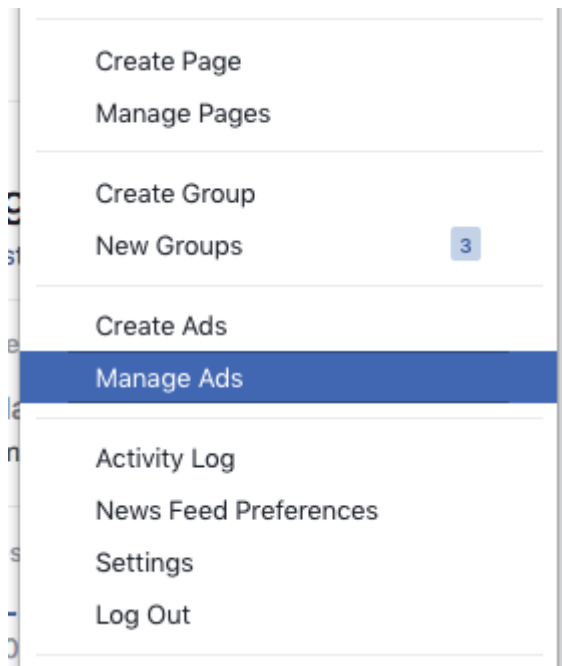 Create Page
Manage Pages
Create Group
New Groups 3
Create Ads
Manage Ads
Activity Log
News Feed Preferences
Settings
Log Out